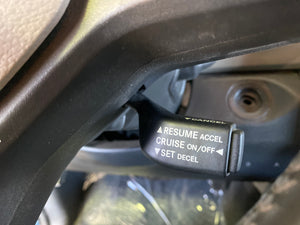 ▼CANCEL
▲RESUME ACCEL
CRUISE ON/OFF◀
▼SET DECEL